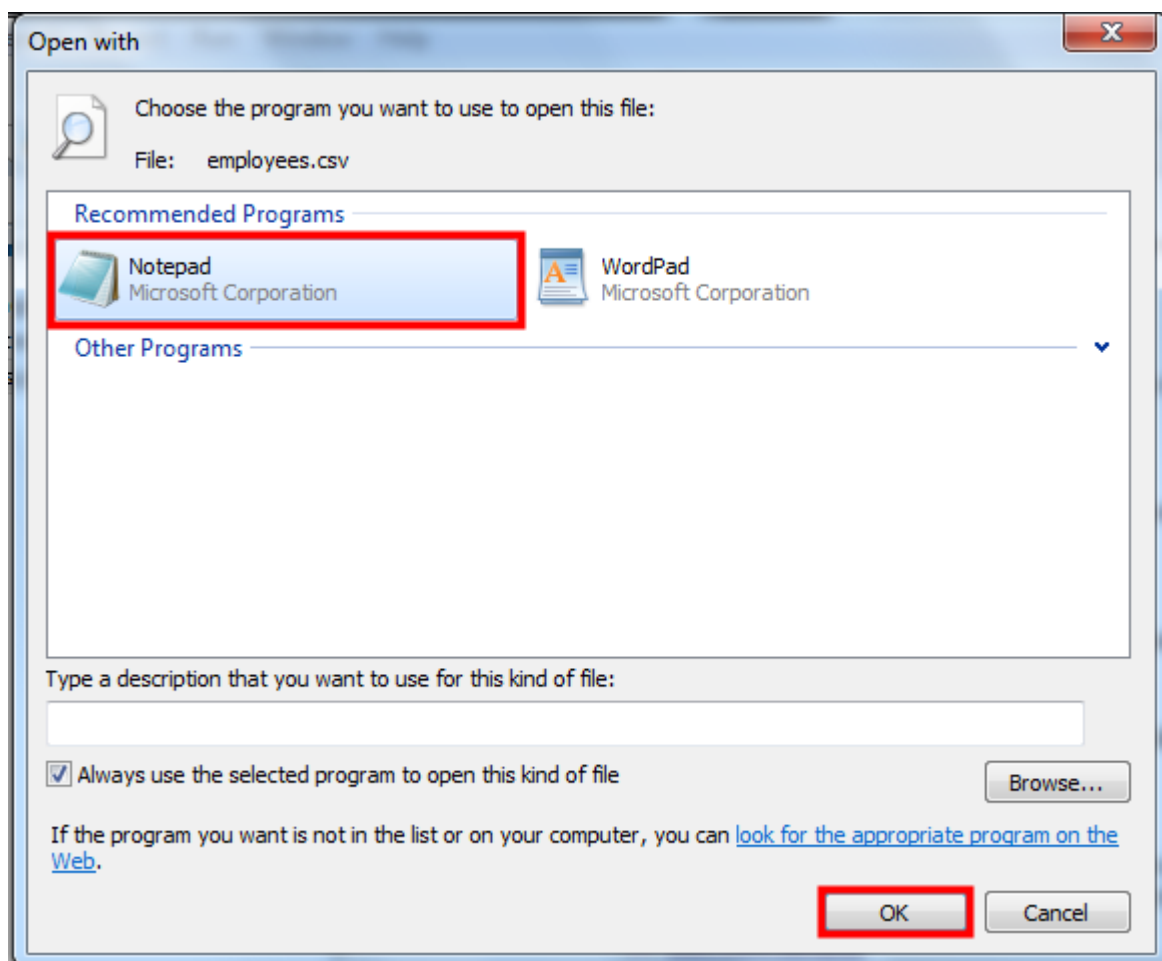 Open with
Choose the program you want to use to open this file:
File: employees.csv
Recommended Programs
Notepad
Microsoft Corporation
WordPad
Microsoft Corporation
Other Programs
Type a description that you want to use for this kind of file:
Always use the selected program to open this kind of file
Browse...
If the program you want is not in the list or on your computer, you can look for the appropriate program on the
Web.
OK
Cancel